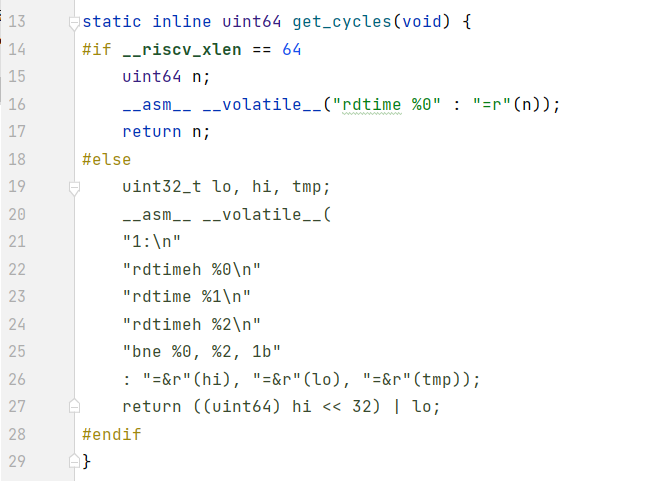 13 static inline uint64 get_cycles(void) {
14 #if __riscv_xlen == 64
15     uint64 n;
16     __asm__ __volatile__("rdtime %0" : "=r"(n));
17     return n;
18 #else
19     uint32_t lo, hi, tmp;
20     __asm__ __volatile__(
21     "1:\n"
22     "rdtimeh %0\n"
23     "rdtime %1\n"
24     "rdtimeh %2\n"
25     "bne %0, %2, 1b"
26     : "=&r"(hi), "=&r"(lo), "=&r"(tmp));
27     return ((uint64) hi << 32) | lo;
28 #endif
29 }